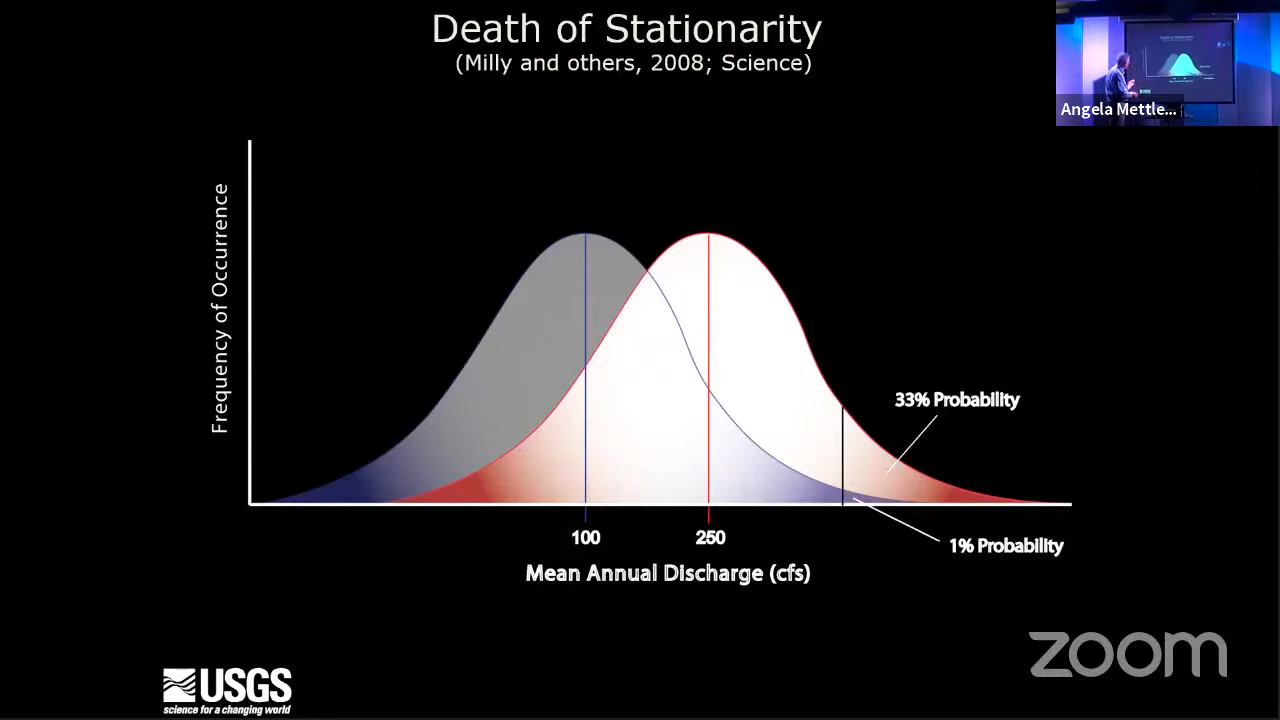 Death of Stationarity
(Milly and others, 2008; Science)
Angela Mettle...
Frequency of Occurrence
33% Probability
1% Probability
100
250
Mean Annual Discharge (cfs)
zoom
USGS
science for a changing world